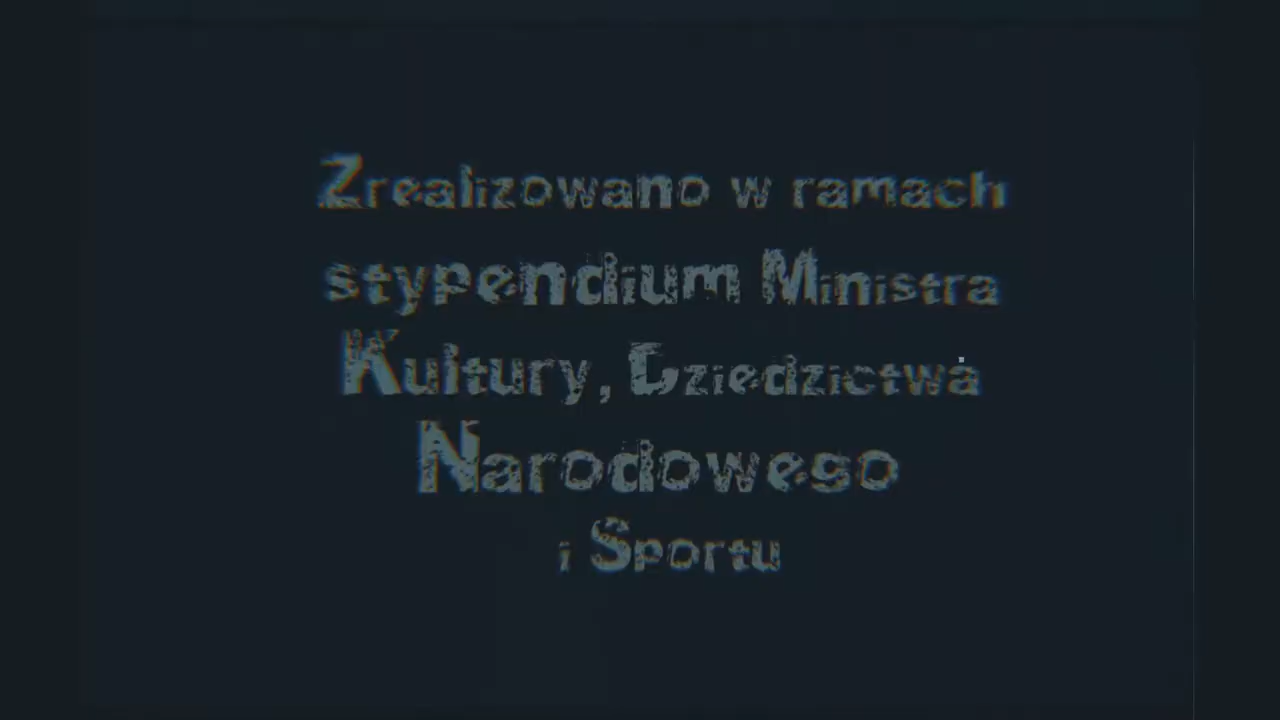 Zrealizowano w ramach
stypendium Ministra
Kultury, Dziedzictwa
Narodowego
i Sportu